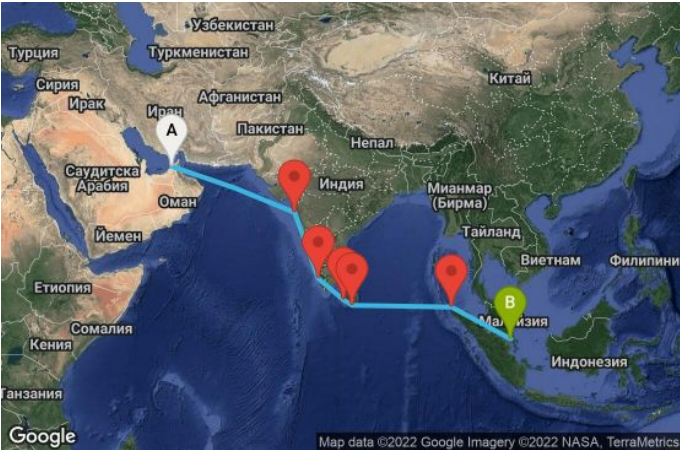 Узбекистан
Турция
Туркменистан
Китай
Сирия
Ирак
Афганистан
Иран
A
Пакистан
Непал
Саудитска
Арабия
Индия
Мианмар
(Бирма)
Оман
Йемен
Тайланд
Виетнам
Филипини
Етиопия
B
Сомалия
Кения
Индонезия
Танзания
Google
Map data ©2022 Google Imagery ©2022 NASA, TerraMetrics